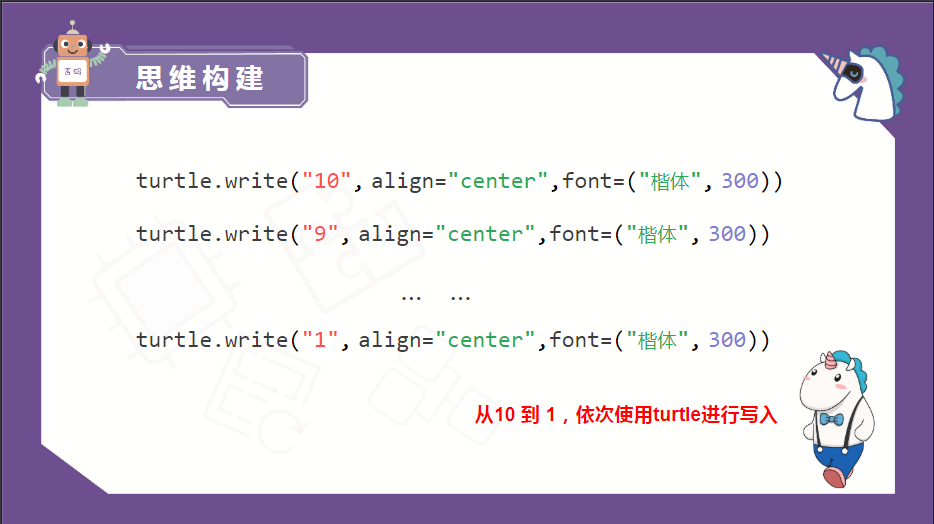 吉吗
思维构建
turtle.write("10", align="center",font=("楷体", 300))
turtle.write("9", align="center",font=("楷体", 300))
... ...
turtle.write("1", align="center",font=("楷体", 300))
从10 到 1，依次使用turtle进行写入